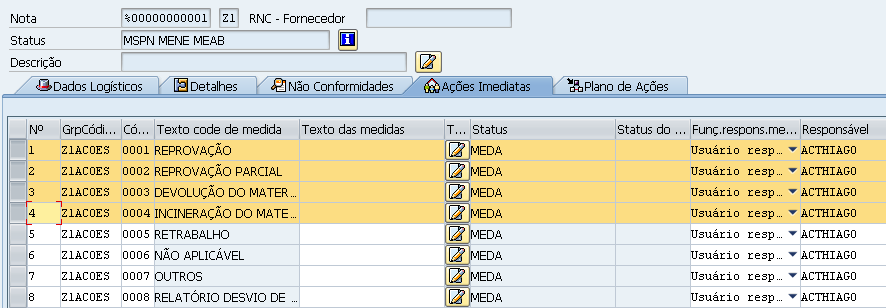 Nota %00000000001 Z1 RNC - Fornecedor
Status MSPN MENE MEAB
Descrição
Dados Logísticos Detalhes Não Conformidades Ações Imediatas Plano de Ações
Nº GrpCódi... Có... Texto code de medida Texto das medidas T... Status Status do ... Funç.respons.me... Responsável
1 Z1ACOES 0001 REPROVAÇÃO MEDA Usuário resp... ACTHIAGO
2 Z1ACOES 0002 REPROVAÇÃO PARCIAL MEDA Usuário resp... ACTHIAGO
3 Z1ACOES 0003 DEVOLUÇÃO DO MATER... MEDA Usuário resp... ACTHIAGO
4 Z1ACOES 0004 INCINERAÇÃO DO MATE... MEDA Usuário resp... ACTHIAGO
5 Z1ACOES 0005 RETRABALHO MEDA Usuário resp... ACTHIAGO
6 Z1ACOES 0006 NÃO APLICÁVEL MEDA Usuário resp... ACTHIAGO
7 Z1ACOES 0007 OUTROS MEDA Usuário resp... ACTHIAGO
8 Z1ACOES 0008 RELATÓRIO DESVIO DE ... MEDA Usuário resp... ACTHIAGO